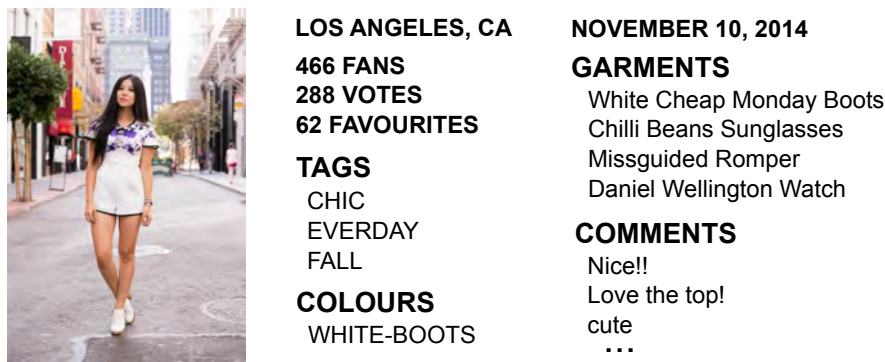 LOS ANGELES, CA
466 FANS
288 VOTES
62 FAVOURITES
TAGS
CHIC
EVERDAY
FALL
COLOURS
WHITE-BOOTS
NOVEMBER 10, 2014
GARMENTS
White Cheap Monday Boots
Chilli Beans Sunglasses
Missguided Romper
Daniel Wellington Watch
COMMENTS
Nice!!
Love the top!
cute
...